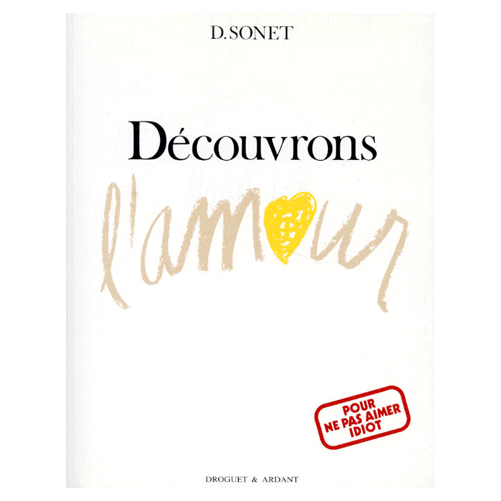 D. SONET
Découvrons
l'amour
POUR
NE PAS AIMER
IDIOT
DROGUET & ARDANT